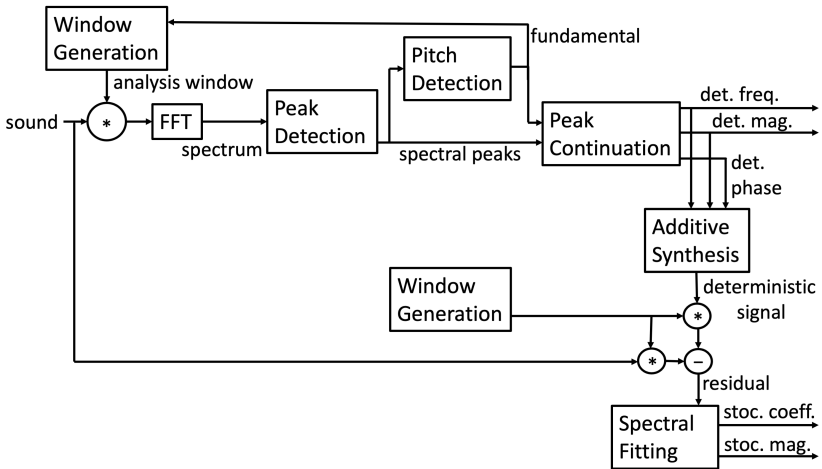 Window
Generation
fundamental
Pitch
Detection
analysis window
det. freq.
sound
*
FFT
Peak
Detection
Peak
Continuation
det. mag.
spectrum
spectral peaks
det.
phase
Additive
Synthesis
Window
Generation
deterministic
signal
*
*
−
residual
Spectral
Fitting
stoc. coeff.
stoc. mag.